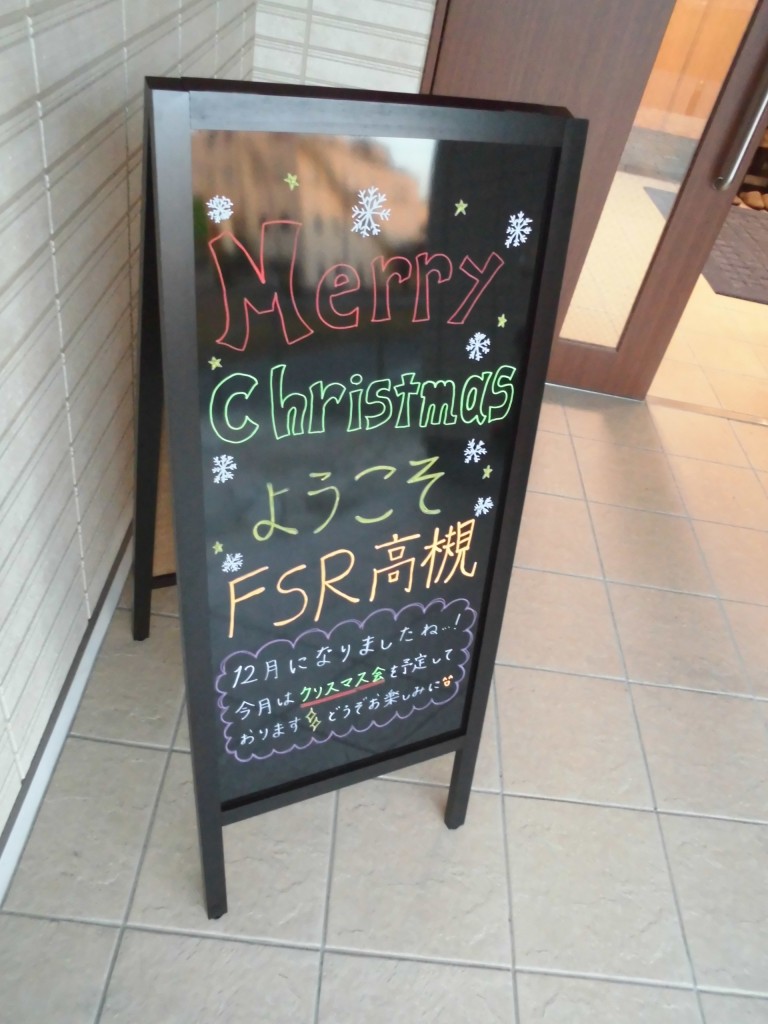 Merry
Christmas
ようこそ
FSR高槻
12月になりましたね…!
今月はクリスマス会を予定して
おります どうぞお楽しみに